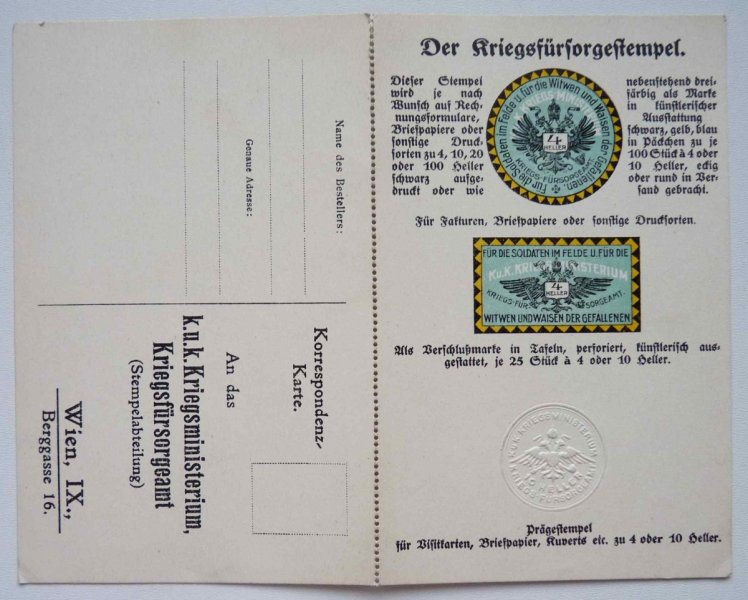 Der Kriegsfürsorgestempel.
Dieser Stempel
wird je nach
Wunsch auf Rech-
nungsformulare,
Briefpapiere oder
sonstige Druck-
sorten zu 4, 10, 20
oder 100 Heller
schwarz aufge-
druckt oder wie
nebenstehend drei-
färbig als Marke
in künstlerischer
Ausstattung
schwarz, gelb, blau
in Päckchen zu je
100 Stück à 4 oder
10 Heller, eckig
oder rund in Ver-
sand gebracht.
Für die Soldaten im Felde u. für die Witwen und Waisen der Gefallenen.
KRIEGS-MINIST
4
HELLER
KRIEGS-FÜRSORGEAMT
Für Fakturen, Briefpapiere oder sonstige Drucksorten.
FÜR DIE SOLDATEN IM FELDE U. FÜR DIE
K.u.K. KRIEGSMINISTERIUM
4
HELLER
KRIEGS-FÜRSORGEAMT.
WITWEN UND WAISEN DER GEFALLENEN
Als Verschlußmarke in Tafeln, perforiert, künstlerisch aus-
gestattet, je 25 Stück à 4 oder 10 Heller.
K.U.K. KRIEGSMINISTERIUM
10 HELLER
KRIEGSFÜRSORGEAMT
Prägestempel
für Visitkarten, Briefpapier, Kuverts etc. zu 4 oder 10 Heller.
Name des Bestellers:
Genaue Adresse:
Korrespondenz-
Karte.
An das
k.u.k. Kriegsministerium,
Kriegsfürsorgeamt
(Stempelabteilung)
Wien, IX.,
Berggasse 16.